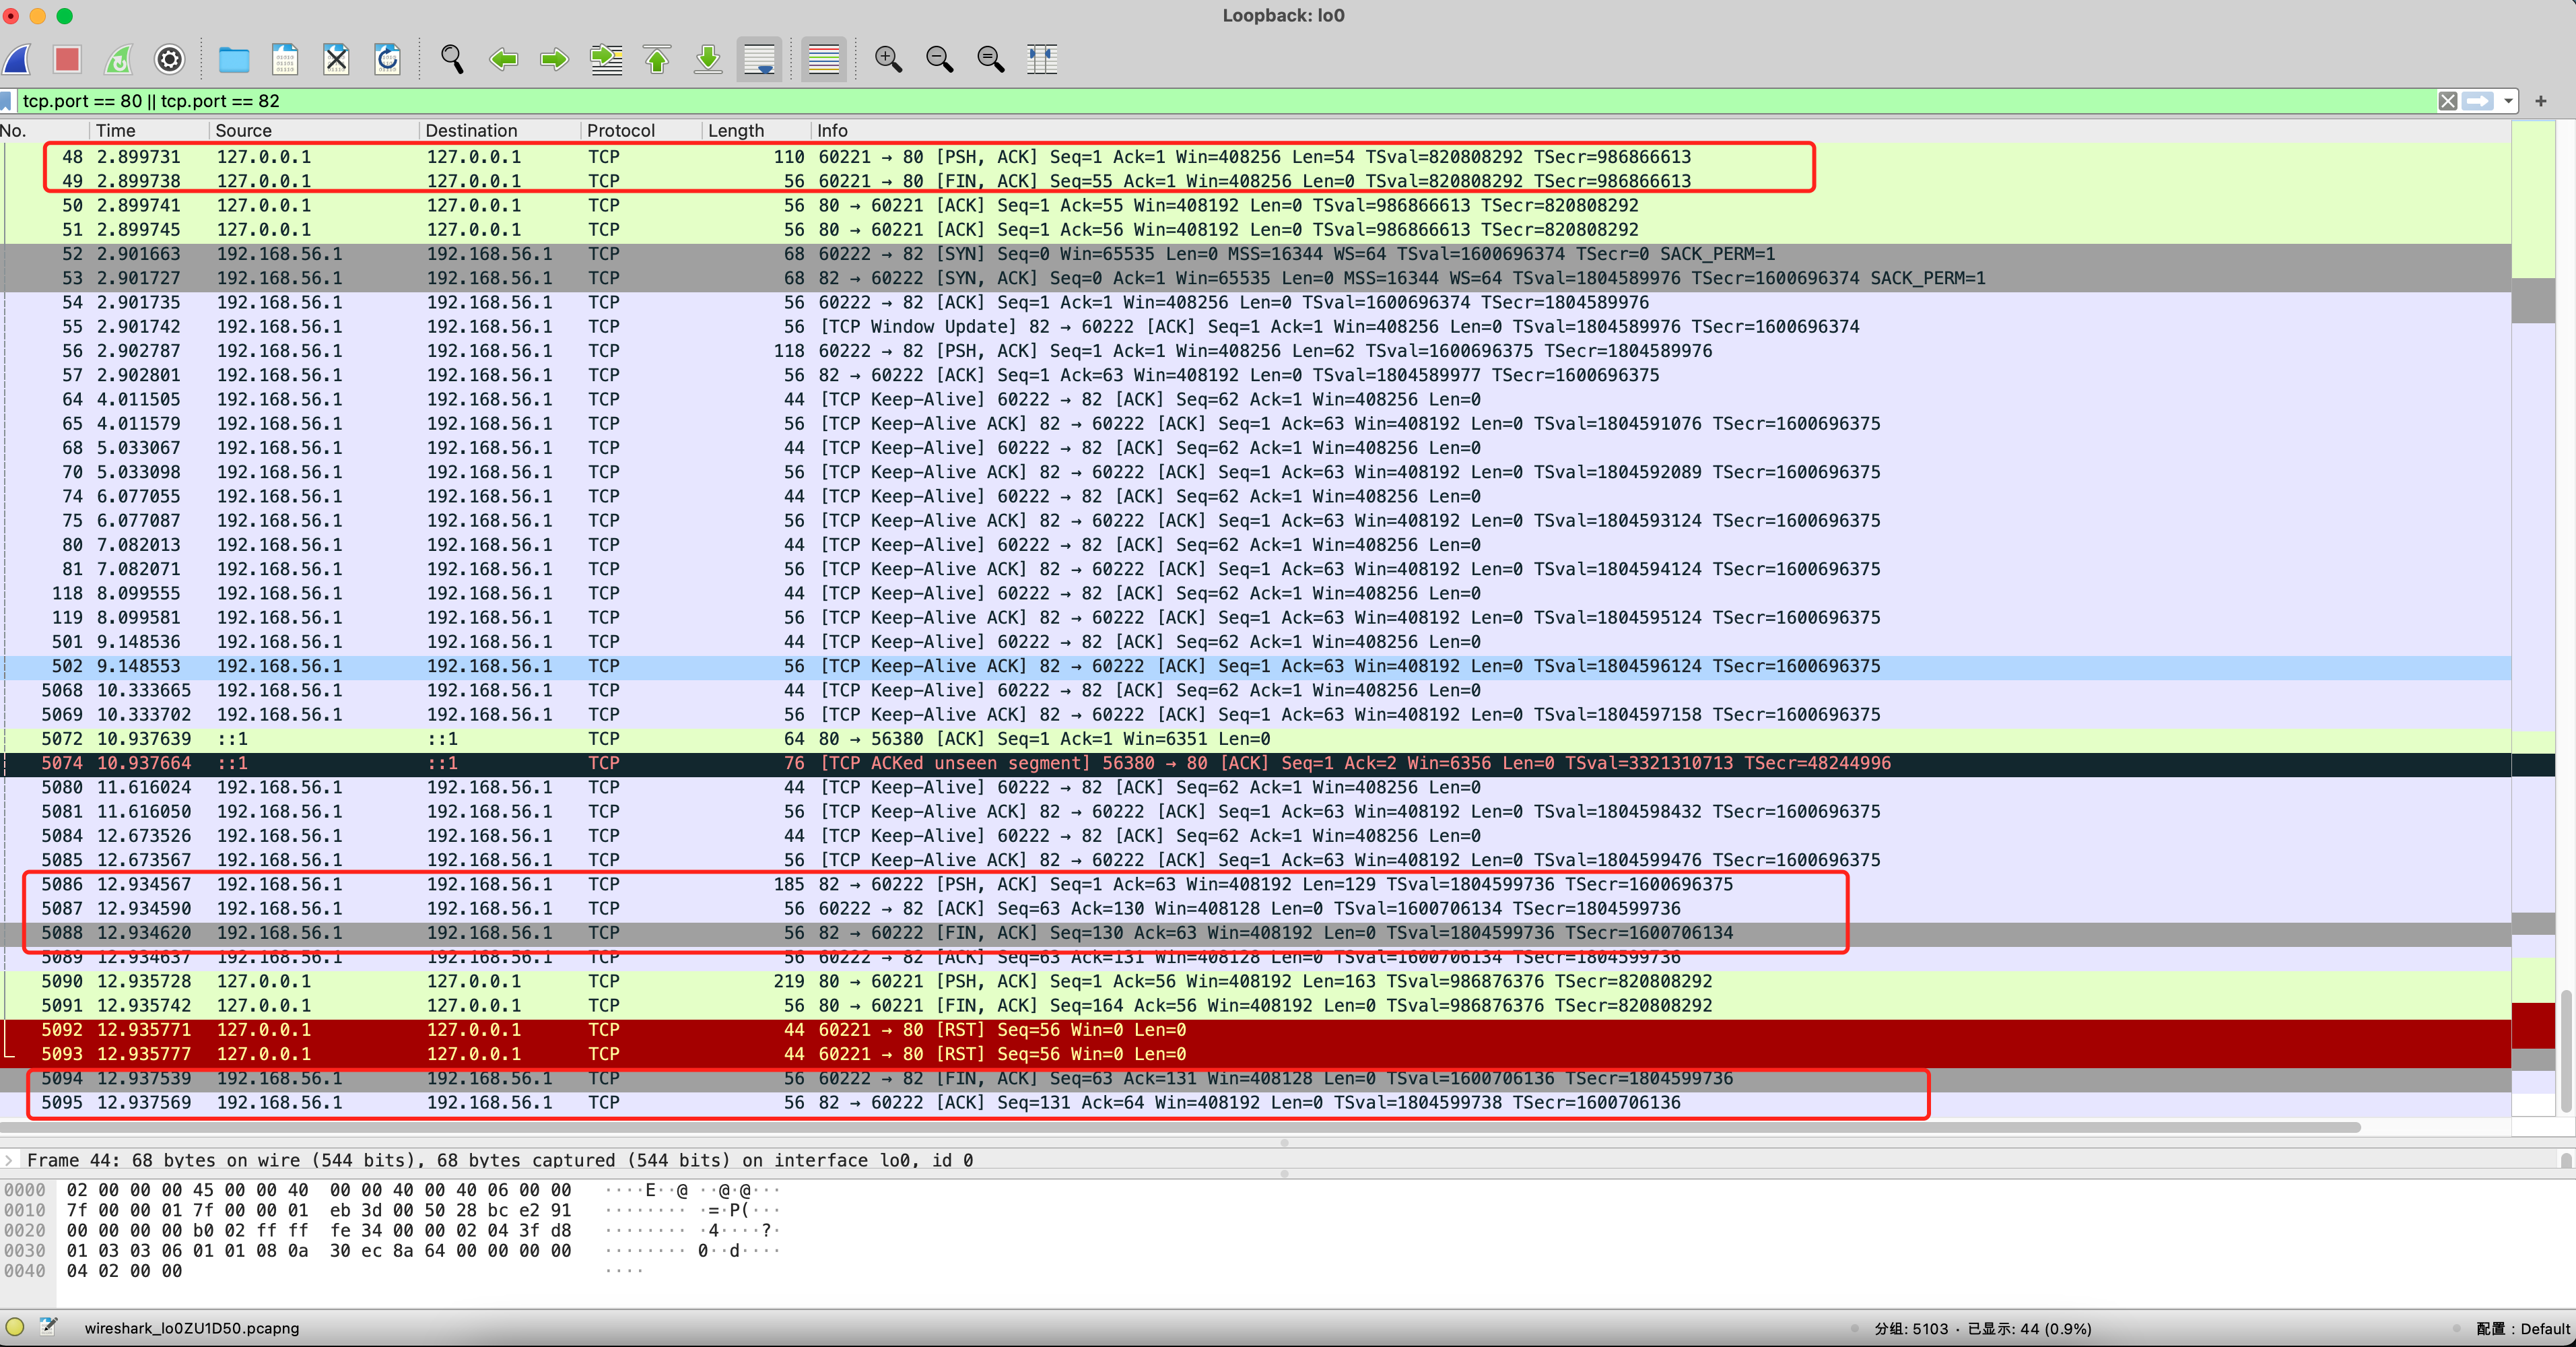 Loopback: lo0
tcp.port == 80 || tcp.port == 82
No. Time Source Destination Protocol Length Info
48 2.899731 127.0.0.1 127.0.0.1 TCP 110 60221 → 80 [PSH, ACK] Seq=1 Ack=1 Win=408256 Len=54 TSval=820808292 TSecr=986866613
49 2.899738 127.0.0.1 127.0.0.1 TCP 56 60221 → 80 [FIN, ACK] Seq=55 Ack=1 Win=408256 Len=0 TSval=820808292 TSecr=986866613
50 2.899741 127.0.0.1 127.0.0.1 TCP 56 80 → 60221 [ACK] Seq=1 Ack=55 Win=408192 Len=0 TSval=986866613 TSecr=820808292
51 2.899745 127.0.0.1 127.0.0.1 TCP 56 80 → 60221 [ACK] Seq=1 Ack=56 Win=408192 Len=0 TSval=986866613 TSecr=820808292
52 2.901663 192.168.56.1 192.168.56.1 TCP 68 60222 → 82 [SYN] Seq=0 Win=65535 Len=0 MSS=16344 WS=64 TSval=1600696374 TSecr=0 SACK_PERM=1
53 2.901727 192.168.56.1 192.168.56.1 TCP 68 82 → 60222 [SYN, ACK] Seq=0 Ack=1 Win=65535 Len=0 MSS=16344 WS=64 TSval=1804589976 TSecr=1600696374 SACK_PERM=1
54 2.901735 192.168.56.1 192.168.56.1 TCP 56 60222 → 82 [ACK] Seq=1 Ack=1 Win=408256 Len=0 TSval=1600696374 TSecr=1804589976
55 2.901742 192.168.56.1 192.168.56.1 TCP 56 [TCP Window Update] 82 → 60222 [ACK] Seq=1 Ack=1 Win=408256 Len=0 TSval=1804589976 TSecr=1600696374
56 2.902787 192.168.56.1 192.168.56.1 TCP 118 60222 → 82 [PSH, ACK] Seq=1 Ack=1 Win=408256 Len=62 TSval=1600696375 TSecr=1804589976
57 2.902801 192.168.56.1 192.168.56.1 TCP 56 82 → 60222 [ACK] Seq=1 Ack=63 Win=408192 Len=0 TSval=1804589977 TSecr=1600696375
64 4.011505 192.168.56.1 192.168.56.1 TCP 44 [TCP Keep-Alive] 60222 → 82 [ACK] Seq=62 Ack=1 Win=408256 Len=0
65 4.011579 192.168.56.1 192.168.56.1 TCP 56 [TCP Keep-Alive ACK] 82 → 60222 [ACK] Seq=1 Ack=63 Win=408192 Len=0 TSval=1804591076 TSecr=1600696375
68 5.033067 192.168.56.1 192.168.56.1 TCP 44 [TCP Keep-Alive] 60222 → 82 [ACK] Seq=62 Ack=1 Win=408256 Len=0
70 5.033098 192.168.56.1 192.168.56.1 TCP 56 [TCP Keep-Alive ACK] 82 → 60222 [ACK] Seq=1 Ack=63 Win=408192 Len=0 TSval=1804592089 TSecr=1600696375
74 6.077055 192.168.56.1 192.168.56.1 TCP 44 [TCP Keep-Alive] 60222 → 82 [ACK] Seq=62 Ack=1 Win=408256 Len=0
75 6.077087 192.168.56.1 192.168.56.1 TCP 56 [TCP Keep-Alive ACK] 82 → 60222 [ACK] Seq=1 Ack=63 Win=408192 Len=0 TSval=1804593124 TSecr=1600696375
80 7.082013 192.168.56.1 192.168.56.1 TCP 44 [TCP Keep-Alive] 60222 → 82 [ACK] Seq=62 Ack=1 Win=408256 Len=0
81 7.082071 192.168.56.1 192.168.56.1 TCP 56 [TCP Keep-Alive ACK] 82 → 60222 [ACK] Seq=1 Ack=63 Win=408192 Len=0 TSval=1804594124 TSecr=1600696375
118 8.099555 192.168.56.1 192.168.56.1 TCP 44 [TCP Keep-Alive] 60222 → 82 [ACK] Seq=62 Ack=1 Win=408256 Len=0
119 8.099581 192.168.56.1 192.168.56.1 TCP 56 [TCP Keep-Alive ACK] 82 → 60222 [ACK] Seq=1 Ack=63 Win=408192 Len=0 TSval=1804595124 TSecr=1600696375
501 9.148536 192.168.56.1 192.168.56.1 TCP 44 [TCP Keep-Alive] 60222 → 82 [ACK] Seq=62 Ack=1 Win=408256 Len=0
502 9.148553 192.168.56.1 192.168.56.1 TCP 56 [TCP Keep-Alive ACK] 82 → 60222 [ACK] Seq=1 Ack=63 Win=408192 Len=0 TSval=1804596124 TSecr=1600696375
5068 10.333665 192.168.56.1 192.168.56.1 TCP 44 [TCP Keep-Alive] 60222 → 82 [ACK] Seq=62 Ack=1 Win=408256 Len=0
5069 10.333702 192.168.56.1 192.168.56.1 TCP 56 [TCP Keep-Alive ACK] 82 → 60222 [ACK] Seq=1 Ack=63 Win=408192 Len=0 TSval=1804597158 TSecr=1600696375
5072 10.937639 ::1 ::1 TCP 64 80 → 56380 [ACK] Seq=1 Ack=1 Win=6351 Len=0
5074 10.937664 ::1 ::1 TCP 76 [TCP ACKed unseen segment] 56380 → 80 [ACK] Seq=1 Ack=2 Win=6356 Len=0 TSval=3321310713 TSecr=48244996
5080 11.616024 192.168.56.1 192.168.56.1 TCP 44 [TCP Keep-Alive] 60222 → 82 [ACK] Seq=62 Ack=1 Win=408256 Len=0
5081 11.616050 192.168.56.1 192.168.56.1 TCP 56 [TCP Keep-Alive ACK] 82 → 60222 [ACK] Seq=1 Ack=63 Win=408192 Len=0 TSval=1804598432 TSecr=1600696375
5084 12.673526 192.168.56.1 192.168.56.1 TCP 44 [TCP Keep-Alive] 60222 → 82 [ACK] Seq=62 Ack=1 Win=408256 Len=0
5085 12.673567 192.168.56.1 192.168.56.1 TCP 56 [TCP Keep-Alive ACK] 82 → 60222 [ACK] Seq=1 Ack=63 Win=408192 Len=0 TSval=1804599476 TSecr=1600696375
5086 12.934567 192.168.56.1 192.168.56.1 TCP 185 82 → 60222 [PSH, ACK] Seq=1 Ack=63 Win=408192 Len=129 TSval=1804599736 TSecr=1600696375
5087 12.934590 192.168.56.1 192.168.56.1 TCP 56 60222 → 82 [ACK] Seq=63 Ack=130 Win=408128 Len=0 TSval=1600706134 TSecr=1804599736
5088 12.934620 192.168.56.1 192.168.56.1 TCP 56 82 → 60222 [FIN, ACK] Seq=130 Ack=63 Win=408192 Len=0 TSval=1804599736 TSecr=1600706134
5089 12.934637 192.168.56.1 192.168.56.1 TCP 56 60222 → 82 [ACK] Seq=63 Ack=131 Win=408128 Len=0 TSval=1600706134 TSecr=1804599736
5090 12.935728 127.0.0.1 127.0.0.1 TCP 219 80 → 60221 [PSH, ACK] Seq=1 Ack=56 Win=408192 Len=163 TSval=986876376 TSecr=820808292
5091 12.935742 127.0.0.1 127.0.0.1 TCP 56 80 → 60221 [FIN, ACK] Seq=164 Ack=56 Win=408192 Len=0 TSval=986876376 TSecr=820808292
5092 12.935771 127.0.0.1 127.0.0.1 TCP 44 60221 → 80 [RST] Seq=56 Win=0 Len=0
5093 12.935777 127.0.0.1 127.0.0.1 TCP 44 60221 → 80 [RST] Seq=56 Win=0 Len=0
5094 12.937539 192.168.56.1 192.168.56.1 TCP 56 60222 → 82 [FIN, ACK] Seq=63 Ack=131 Win=408128 Len=0 TSval=1600706136 TSecr=1804599736
5095 12.937569 192.168.56.1 192.168.56.1 TCP 56 82 → 60222 [ACK] Seq=131 Ack=64 Win=408192 Len=0 TSval=1804599738 TSecr=1600706136
Frame 44: 68 bytes on wire (544 bits), 68 bytes captured (544 bits) on interface lo0, id 0
0000 02 00 00 00 45 00 00 40 00 00 40 00 40 06 00 00 ····E··@ ··@·@···
0010 7f 00 00 01 7f 00 00 01 eb 3d 00 50 28 bc e2 91 ········ ·=·P(···
0020 00 00 00 00 b0 02 ff ff fe 34 00 00 02 04 3f d8 ········ ·4····?·
0030 01 03 03 06 01 01 08 0a 30 ec 8a 64 00 00 00 00 ········ 0··d····
0040 04 02 00 00 ····
wireshark_lo0ZU1D50.pcapng 分组: 5103 · 已显示: 44 (0.9%) 配置：Default